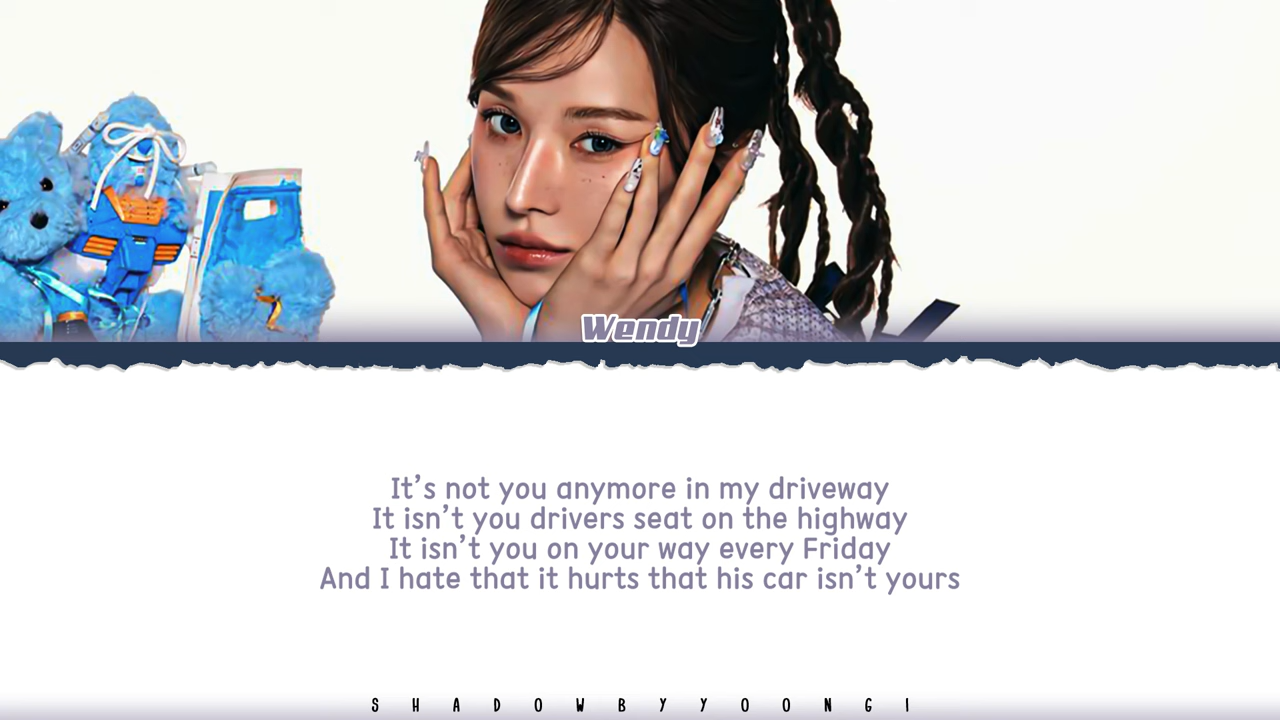 Wendy
It's not you anymore in my driveway
It isn't you drivers seat on the highway
It isn't you on your way every Friday
And I hate that it hurts that his car isn't yours
SHADOWBYYOONGI